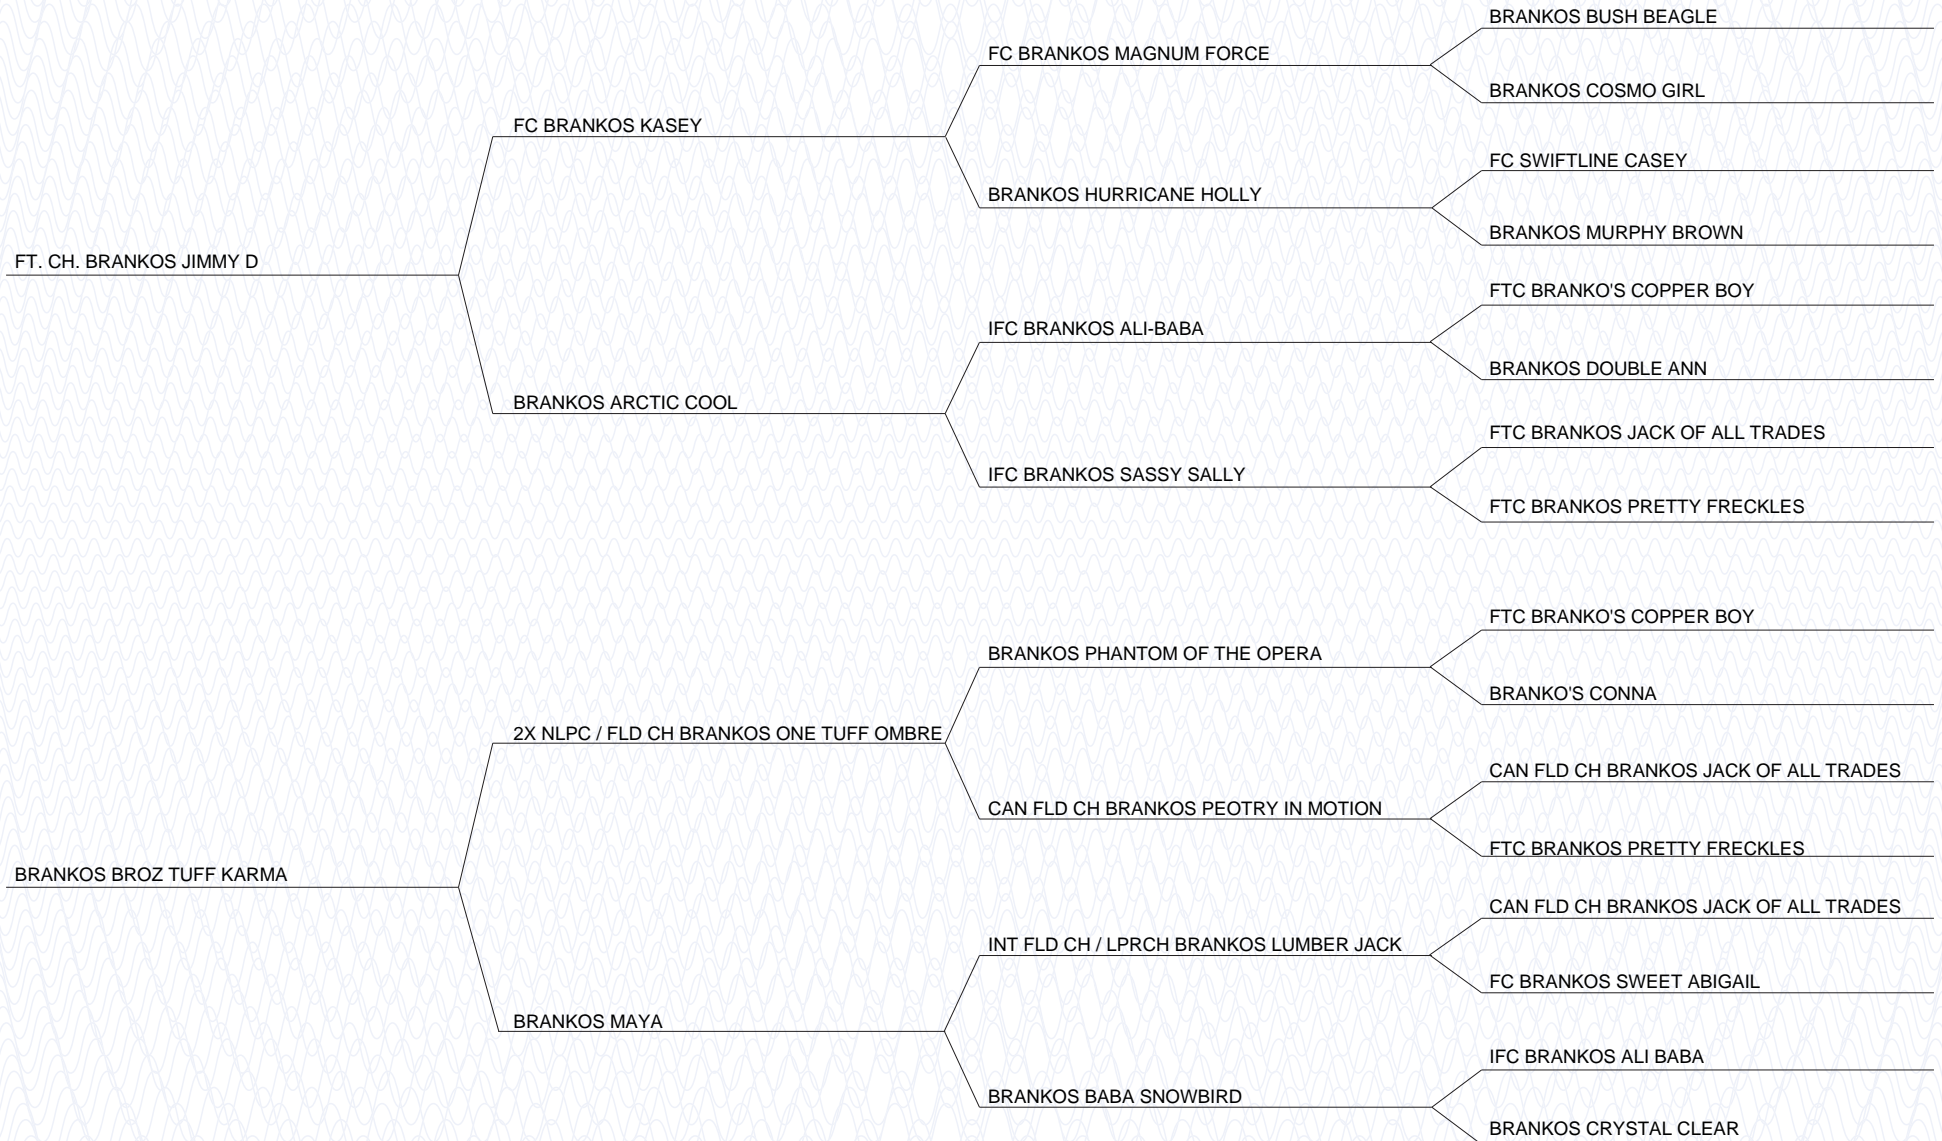 BRANKOS BUSH BEAGLE
FC BRANKOS MAGNUM FORCE
BRANKOS COSMO GIRL
FC BRANKOS KASEY
FC SWIFTLINE CASEY
BRANKOS HURRICANE HOLLY
BRANKOS MURPHY BROWN
FT. CH. BRANKOS JIMMY D
FTC BRANKO'S COPPER BOY
IFC BRANKOS ALI-BABA
BRANKOS DOUBLE ANN
BRANKOS ARCTIC COOL
FTC BRANKOS JACK OF ALL TRADES
IFC BRANKOS SASSY SALLY
FTC BRANKOS PRETTY FRECKLES
FTC BRANKO'S COPPER BOY
BRANKOS PHANTOM OF THE OPERA
BRANKO'S CONNA
2X NLPC / FLD CH BRANKOS ONE TUFF OMBRE
CAN FLD CH BRANKOS JACK OF ALL TRADES
CAN FLD CH BRANKOS PEOTRY IN MOTION
FTC BRANKOS PRETTY FRECKLES
BRANKOS BROZ TUFF KARMA
CAN FLD CH BRANKOS JACK OF ALL TRADES
INT FLD CH / LPRCH BRANKOS LUMBER JACK
FC BRANKOS SWEET ABIGAIL
BRANKOS MAYA
IFC BRANKOS ALI BABA
BRANKOS BABA SNOWBIRD
BRANKOS CRYSTAL CLEAR